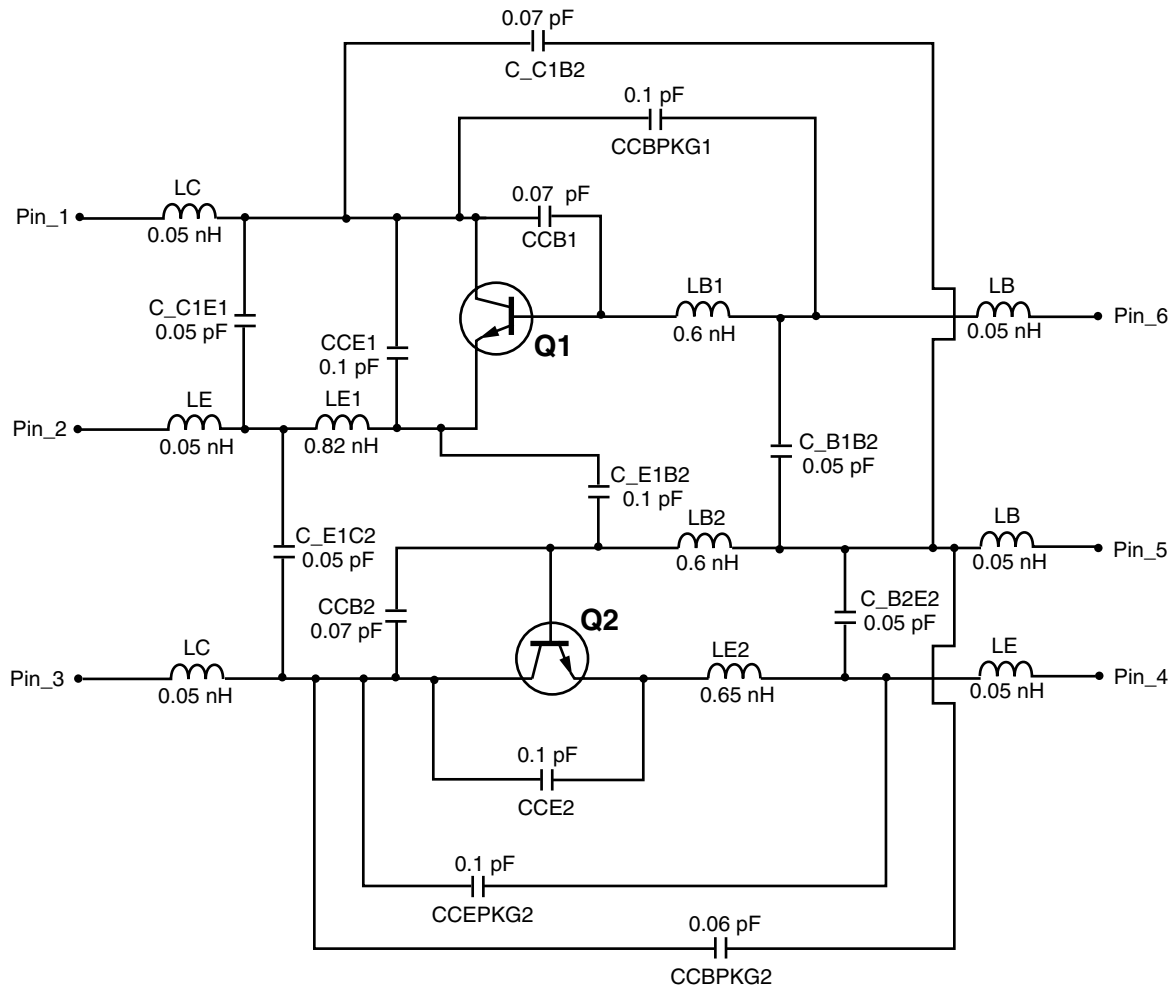 0.07 pF
C_C1B2
0.1 pF
CCBPKG1
LC
0.07 pF
Pin_1
0.05 nH
CCB1
LB1
LB
C_C1E1
0.05 pF
Pin_6
0.6 nH
0.05 nH
CCE1
0.1 pF
Q1
LE
LE1
Pin_2
0.05 nH
0.82 nH
C_B1B2
0.05 pF
C_E1B2
0.1 pF
LB2
LB
C_E1C2
0.05 pF
Pin_5
0.6 nH
0.05 nH
CCB2
0.07 pF
Q2
C_B2E2
0.05 pF
LC
LE2
LE
Pin_3
Pin_4
0.05 nH
0.65 nH
0.05 nH
0.1 pF
CCE2
0.1 pF
CCEPKG2
0.06 pF
CCBPKG2